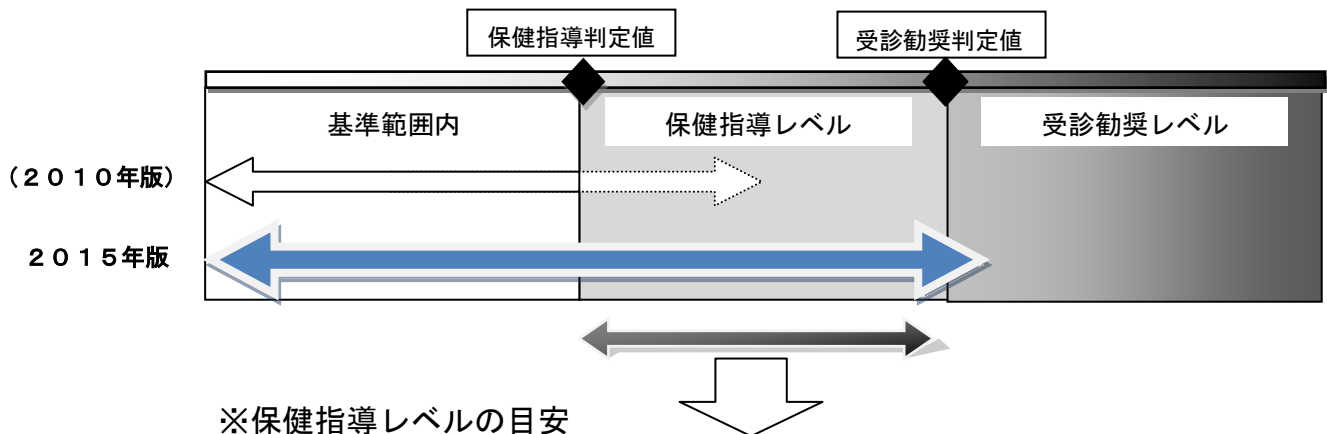 保健指導判定値
受診勧奨判定値
基準範囲内
保健指導レベル
受診勧奨レベル
(2010年版)
2015年版
※保健指導レベルの目安